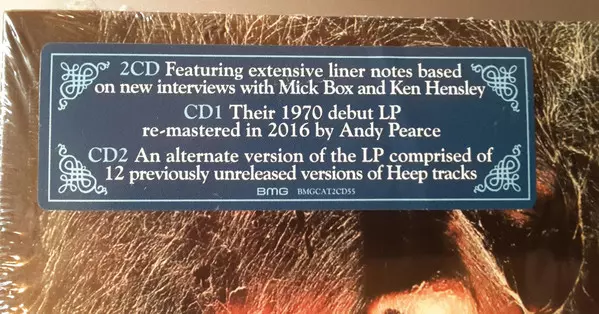 2CD Featuring extensive liner notes based
on new interviews with Mick Box and Ken Hensley
CD1 Their 1970 debut LP
re-mastered in 2016 by Andy Pearce
CD2 An alternate version of the LP comprised of
12 previously unreleased versions of Heep tracks
BMG BMGCAT2CD55